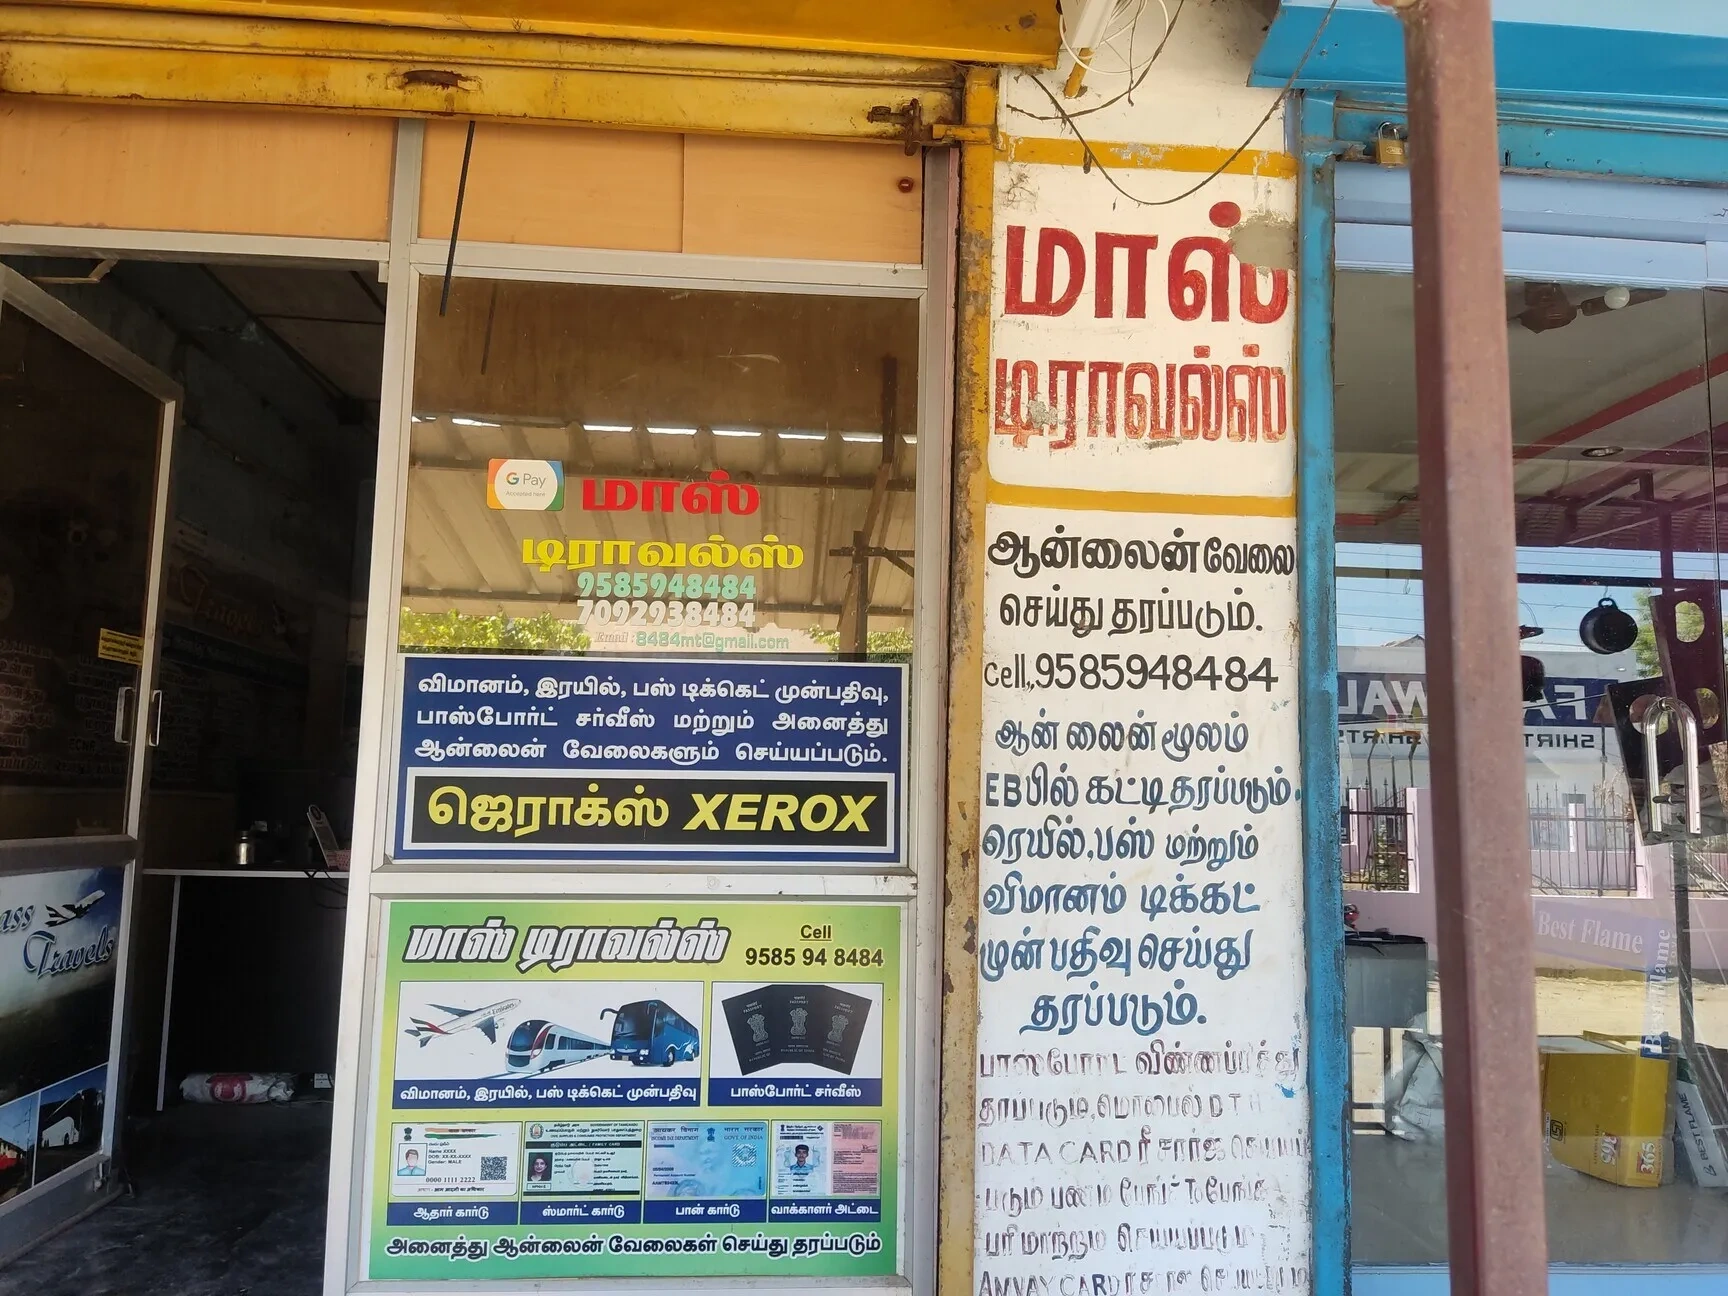 G Pay
Accepted here
மாஸ்
டிராவல்ஸ்
9585948484
7092938484
Email : 8484mt@gmail.com
விமானம், இரயில், பஸ் டிக்கெட் முன்பதிவு,
பாஸ்போர்ட் சர்வீஸ் மற்றும் அனைத்து
ஆன்லைன் வேலைகளும் செய்யப்படும்.
ஜெராக்ஸ் XEROX
மாஸ் டிராவல்ஸ்
Cell
9585 94 8484
விமானம், இரயில், பஸ் டிக்கெட் முன்பதிவு
பாஸ்போர்ட் சர்வீஸ்
ஆதார் கார்டு
ஸ்மார்ட் கார்டு
பான் கார்டு
வாக்காளர் அட்டை
அனைத்து ஆன்லைன் வேலைகள் செய்து தரப்படும்
Travels
மாஸ்
டிராவல்ஸ்
ஆன்லைன் வேலை
செய்து தரப்படும்.
Cell,.9585948484
ஆன் லைன் மூலம்
EB பில் கட்டி தரப்படும்.
ரெயில்,பஸ் மற்றும்
விமானம் டிக்கட்
முன்பதிவு செய்து
தரப்படும்.
DATA CARD
Best Flame